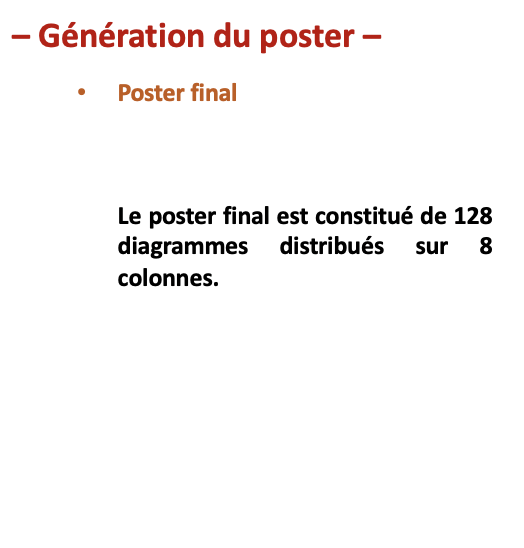 – Génération du poster –
• Poster final
Le poster final est constitué de 128
diagrammes distribués sur 8
colonnes.